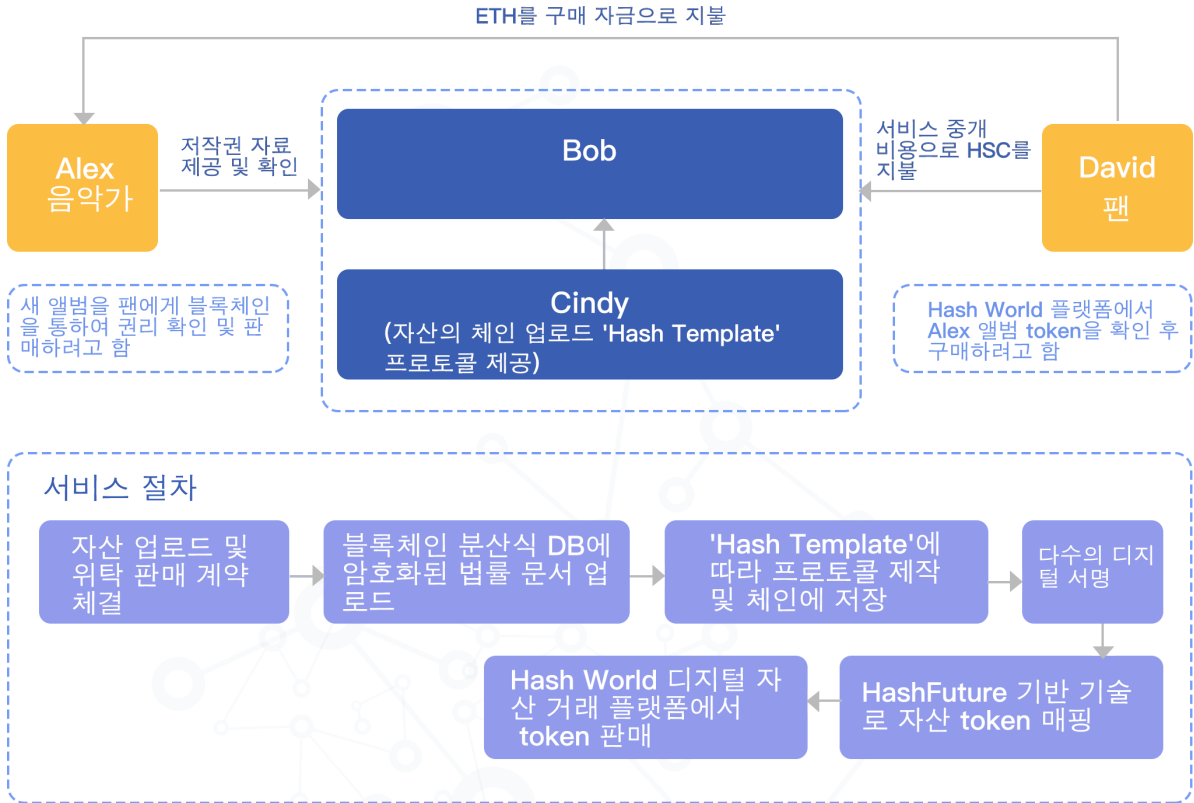 ETH를 구매 자금으로 지불
Alex
음악가
저작권 자료
제공 및 확인
Bob
서비스 중개
비용으로 HSC를
지불
David
팬
Cindy
(자산의 체인 업로드 'Hash Template'
프로토콜 제공)
새 앨범을 팬에게 블록체인
을 통하여 권리 확인 및 판
매하려고 함
Hash World 플랫폼에서
Alex 앨범 token을 확인 후
구매하려고 함
서비스 절차
자산 업로드 및
위탁 판매 계약
체결
블록체인 분산식 DB에
암호화된 법률 문서 업
로드
'Hash Template'에
따라 프로토콜 제작
및 체인에 저장
다수의 디지
털 서명
HashFuture 기반 기술
로 자산 token 매핑
Hash World 디지털 자
산 거래 플랫폼에서
token 판매